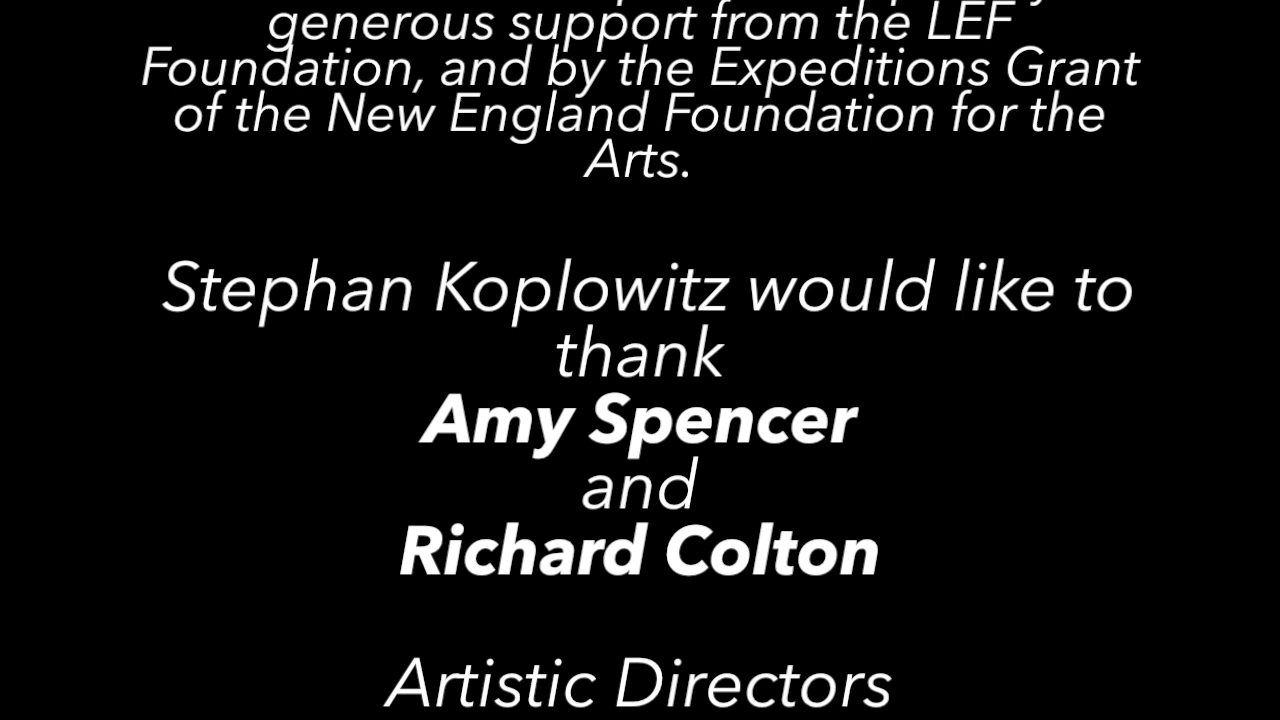 generous support from the LEF
Foundation, and by the Expeditions Grant
of the New England Foundation for the
Arts.
Stephan Koplowitz would like to
thank
Amy Spencer
and
Richard Colton
Artistic Directors